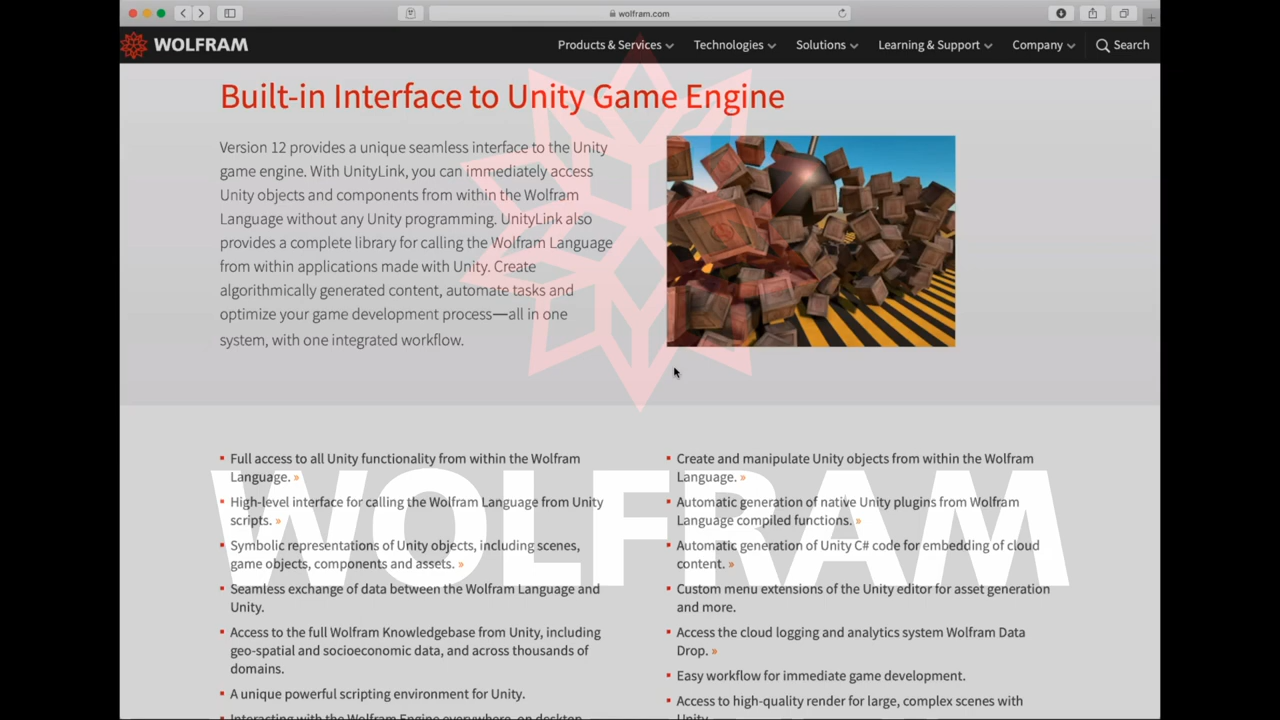 wolfram.com
WOLFRAM
Products & Services
Technologies
Solutions
Learning & Support
Company
Search
Built-in Interface to Unity Game Engine
Version 12 provides a unique seamless interface to the Unity
game engine. With UnityLink, you can immediately access
Unity objects and components from within the Wolfram
Language without any Unity programming. UnityLink also
provides a complete library for calling the Wolfram Language
from within applications made with Unity. Create
algorithmically generated content, automate tasks and
optimize your game development process—all in one
system, with one integrated workflow.
Full access to all Unity functionality from within the Wolfram
Language. »
High-level interface for calling the Wolfram Language from Unity
scripts. »
Symbolic representations of Unity objects, including scenes,
game objects, components and assets. »
Seamless exchange of data between the Wolfram Language and
Unity.
Access to the full Wolfram Knowledgebase from Unity, including
geo-spatial and socioeconomic data, and across thousands of
domains.
A unique powerful scripting environment for Unity.
Interacting with the Wolfram Engine everywhere, on desktop,
Create and manipulate Unity objects from within the Wolfram
Language. »
Automatic generation of native Unity plugins from Wolfram
Language compiled functions. »
Automatic generation of Unity C# code for embedding of cloud
content. »
Custom menu extensions of the Unity editor for asset generation
and more.
Access the cloud logging and analytics system Wolfram Data
Drop. »
Easy workflow for immediate game development.
Access to high-quality render for large, complex scenes with
Unity.
WOLFRAM